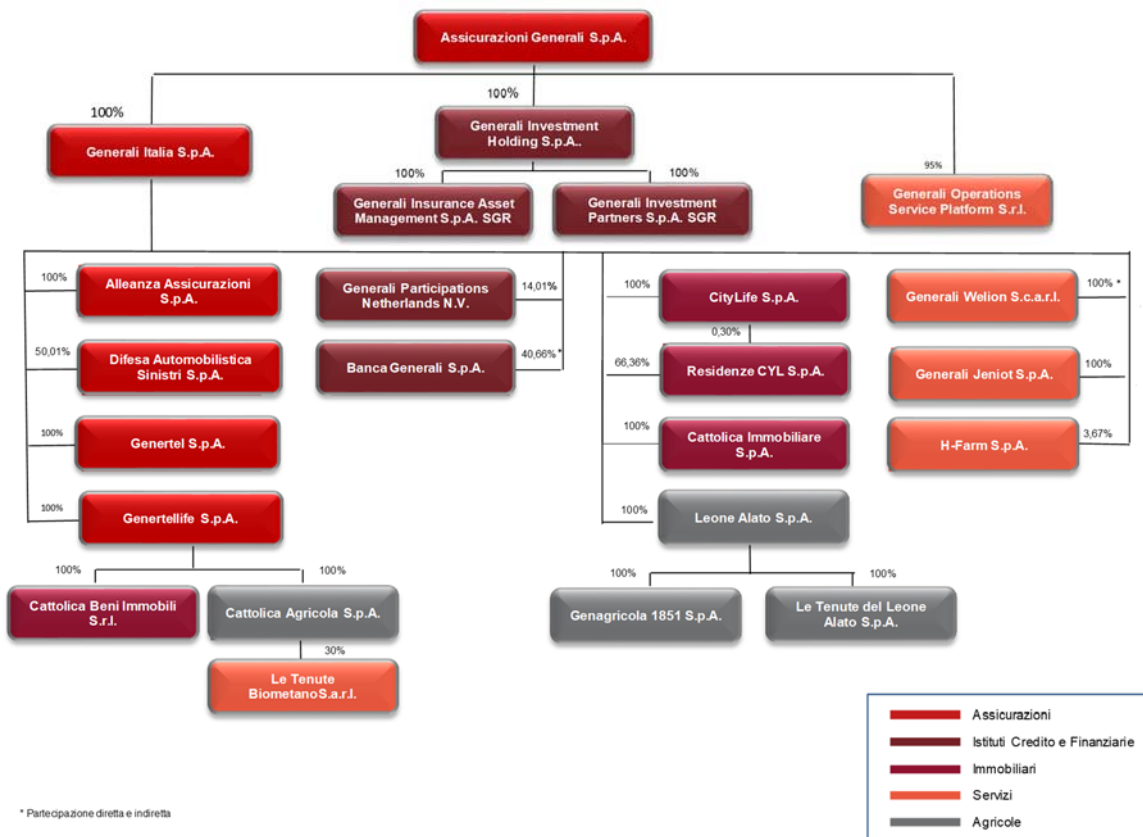 Assicurazioni Generali S.p.A.
100%
100%
Generali Italia S.p.A.
Generali Investment
Holding S.p.A..
95%
100%
100%
Generali Insurance Asset
Management S.p.A. SGR
Generali Investment
Partners S.p.A. SGR
Generali Operations
Service Platform S.r.l.
100%
Alleanza Assicurazioni
S.p.A.
Generali Participations
Netherlands N.V.
14,01%
100%
CityLife S.p.A.
Generali Welion S.c.a.r.l.
100% *
0,30%
50,01%
Difesa Automobilistica
Sinistri S.p.A.
Banca Generali S.p.A.
40,66% *
66,36%
Residenze CYL S.p.A.
Generali Jeniot S.p.A.
100%
100%
Genertel S.p.A.
100%
Cattolica Immobiliare
S.p.A.
H-Farm S.p.A.
3,67%
100%
Genertellife S.p.A.
100%
Leone Alato S.p.A.
100%
100%
100%
100%
Cattolica Beni Immobili
S.r.l.
Cattolica Agricola S.p.A.
Genagricola 1851 S.p.A.
Le Tenute del Leone
Alato S.p.A.
30%
Le Tenute
BiometanoS.a.r.l.
Assicurazioni
Istituti Credito e Finanziarie
Immobiliari
Servizi
Agricole
* Partecipazione diretta e indiretta